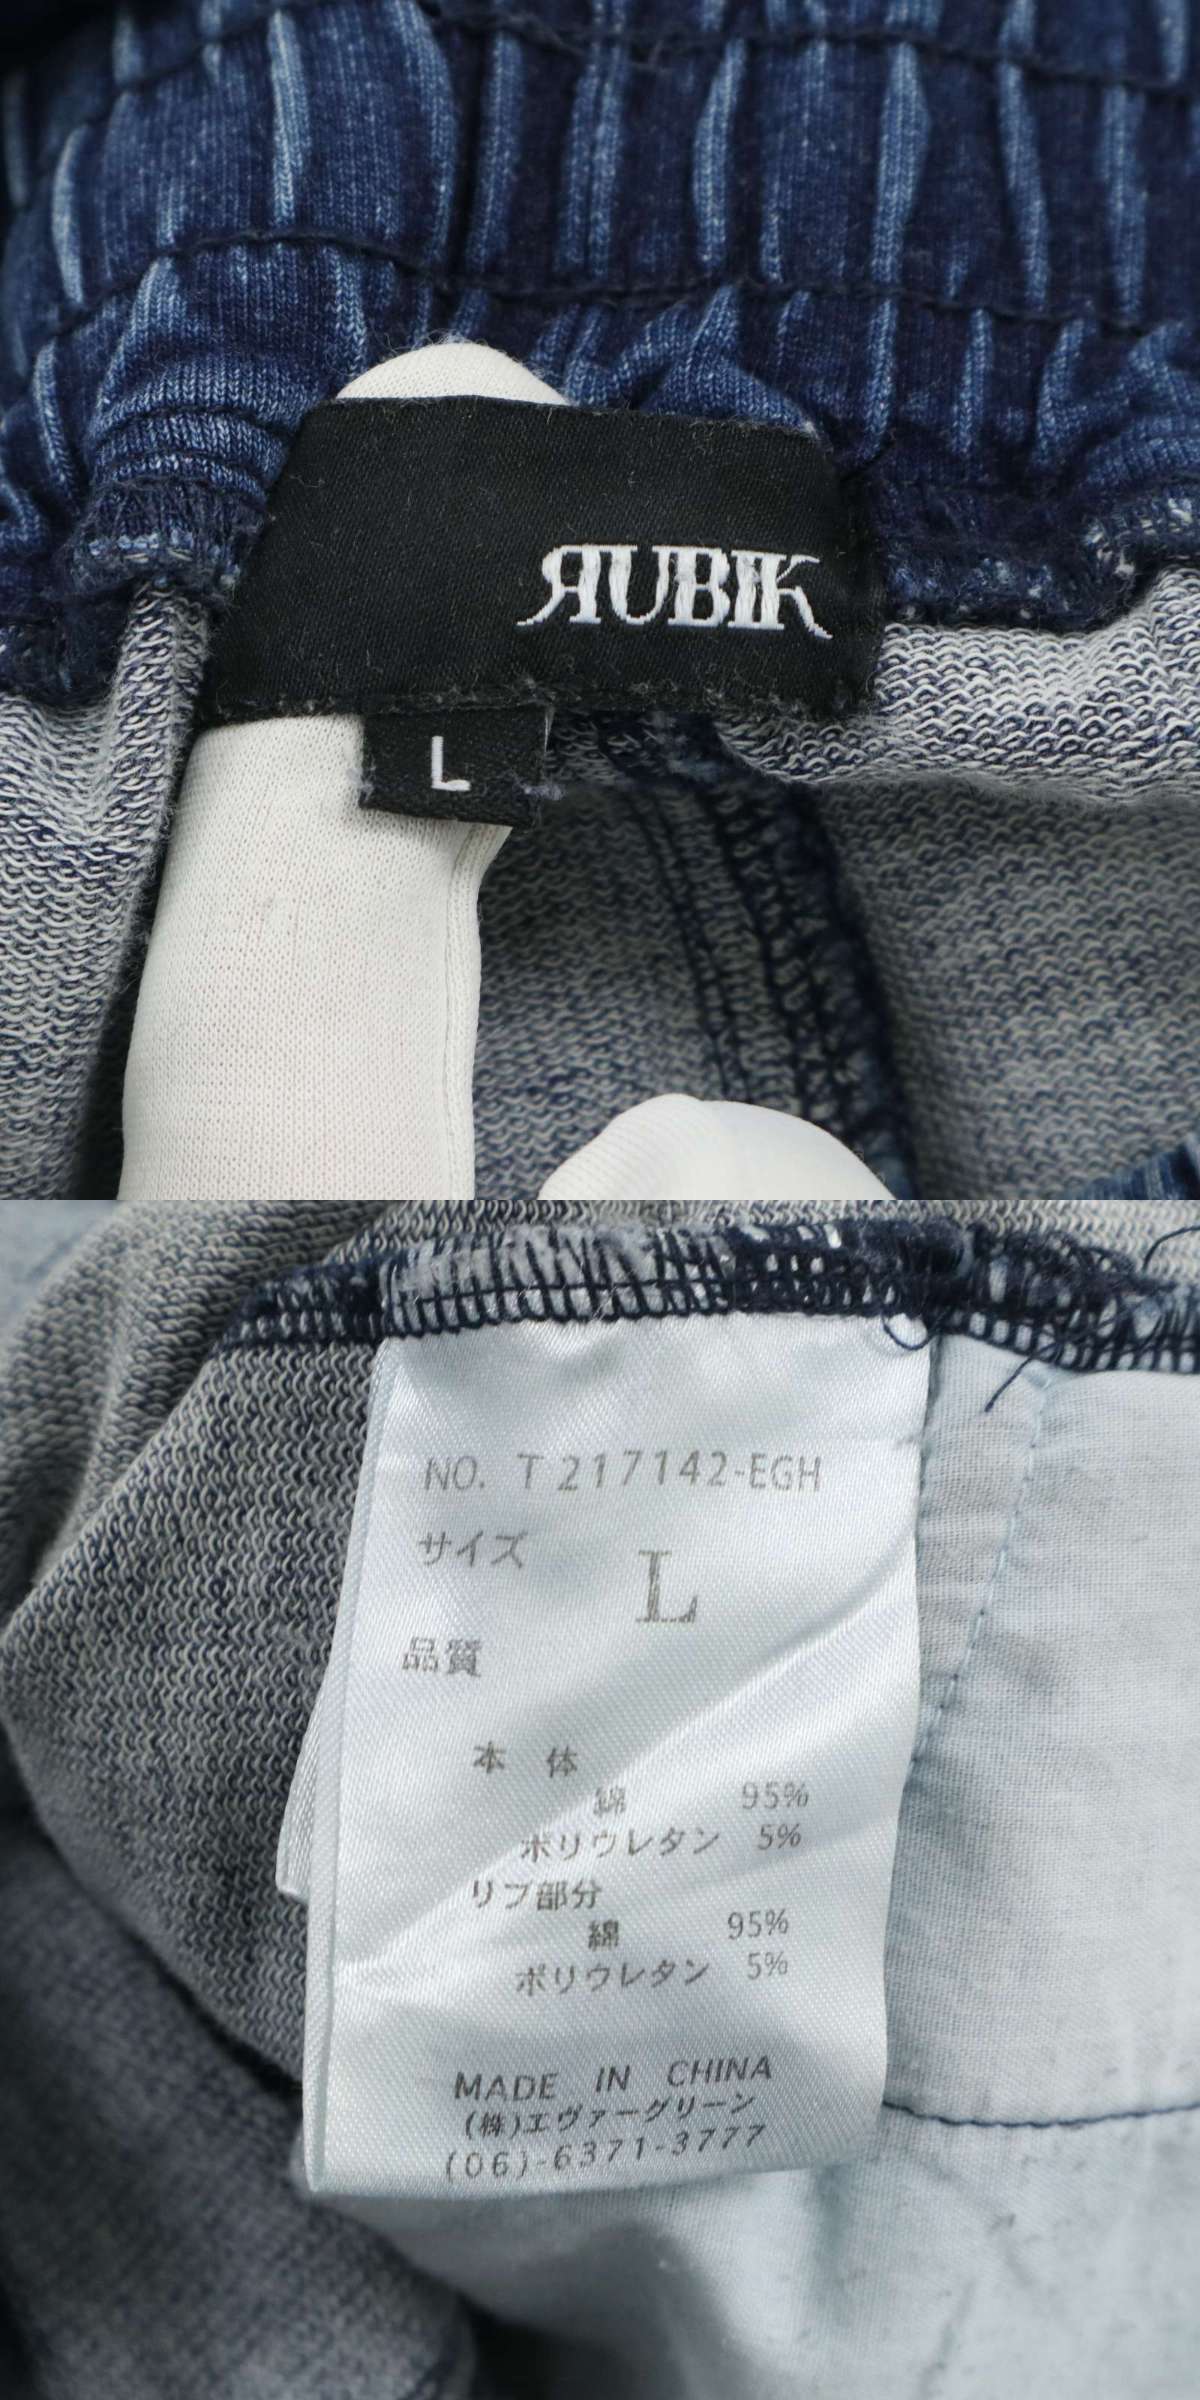 RUBIK
L
NO. T 217142-EGH
サイズ
L
品質
本 体
綿 95%
ポリウレタン 5%
リブ部分
綿 95%
ポリウレタン 5%
MADE IN CHINA
(株)エヴァーグリーン
(06)-6371-3777